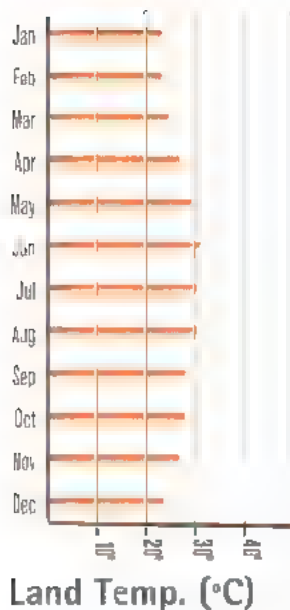 Jan
Feb
Mar
Apr
May
Jun
Jul
Aug
Sep
Oct
Nov
Dec
10°
20°
30°
40°
Land Temp. (°C)